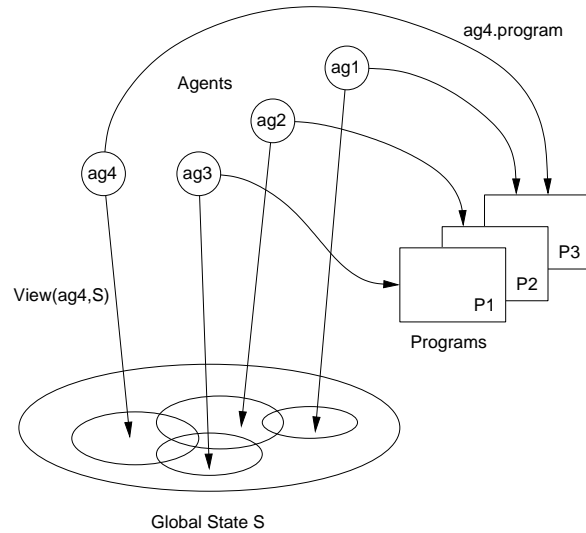 ag4.program
ag1
Agents
ag2
ag4
ag3
P3
P2
View(ag4,S)
P1
Programs
Global State S